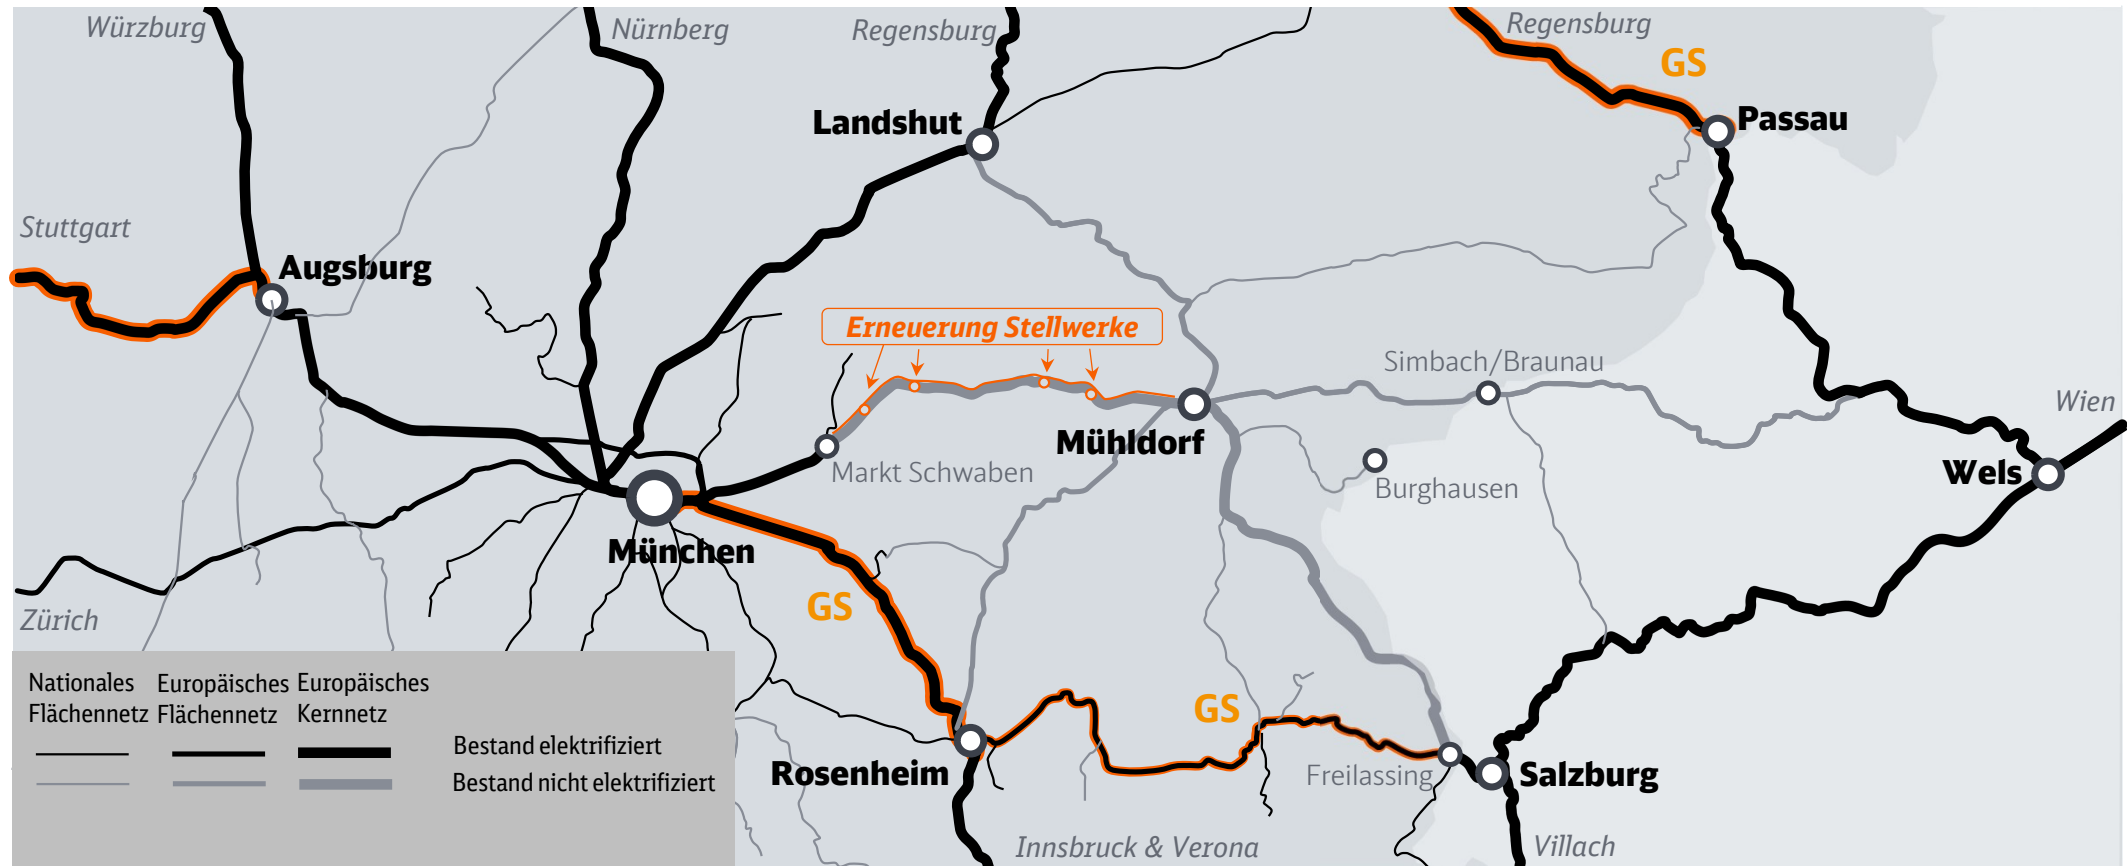 Würzburg
Nürnberg
Regensburg
Regensburg
GS
Landshut
Passau
Stuttgart
Augsburg
Erneuerung Stellwerke
Simbach/Braunau
Wien
Mühldorf
Markt Schwaben
Burghausen
Wels
München
GS
Zürich
GS
Rosenheim
Freilassing
Salzburg
Innsbruck & Verona
Villach
Nationales
Flächennetz
Europäisches
Flächennetz
Europäisches
Kernnetz
Bestand elektrifiziert
Bestand nicht elektrifiziert